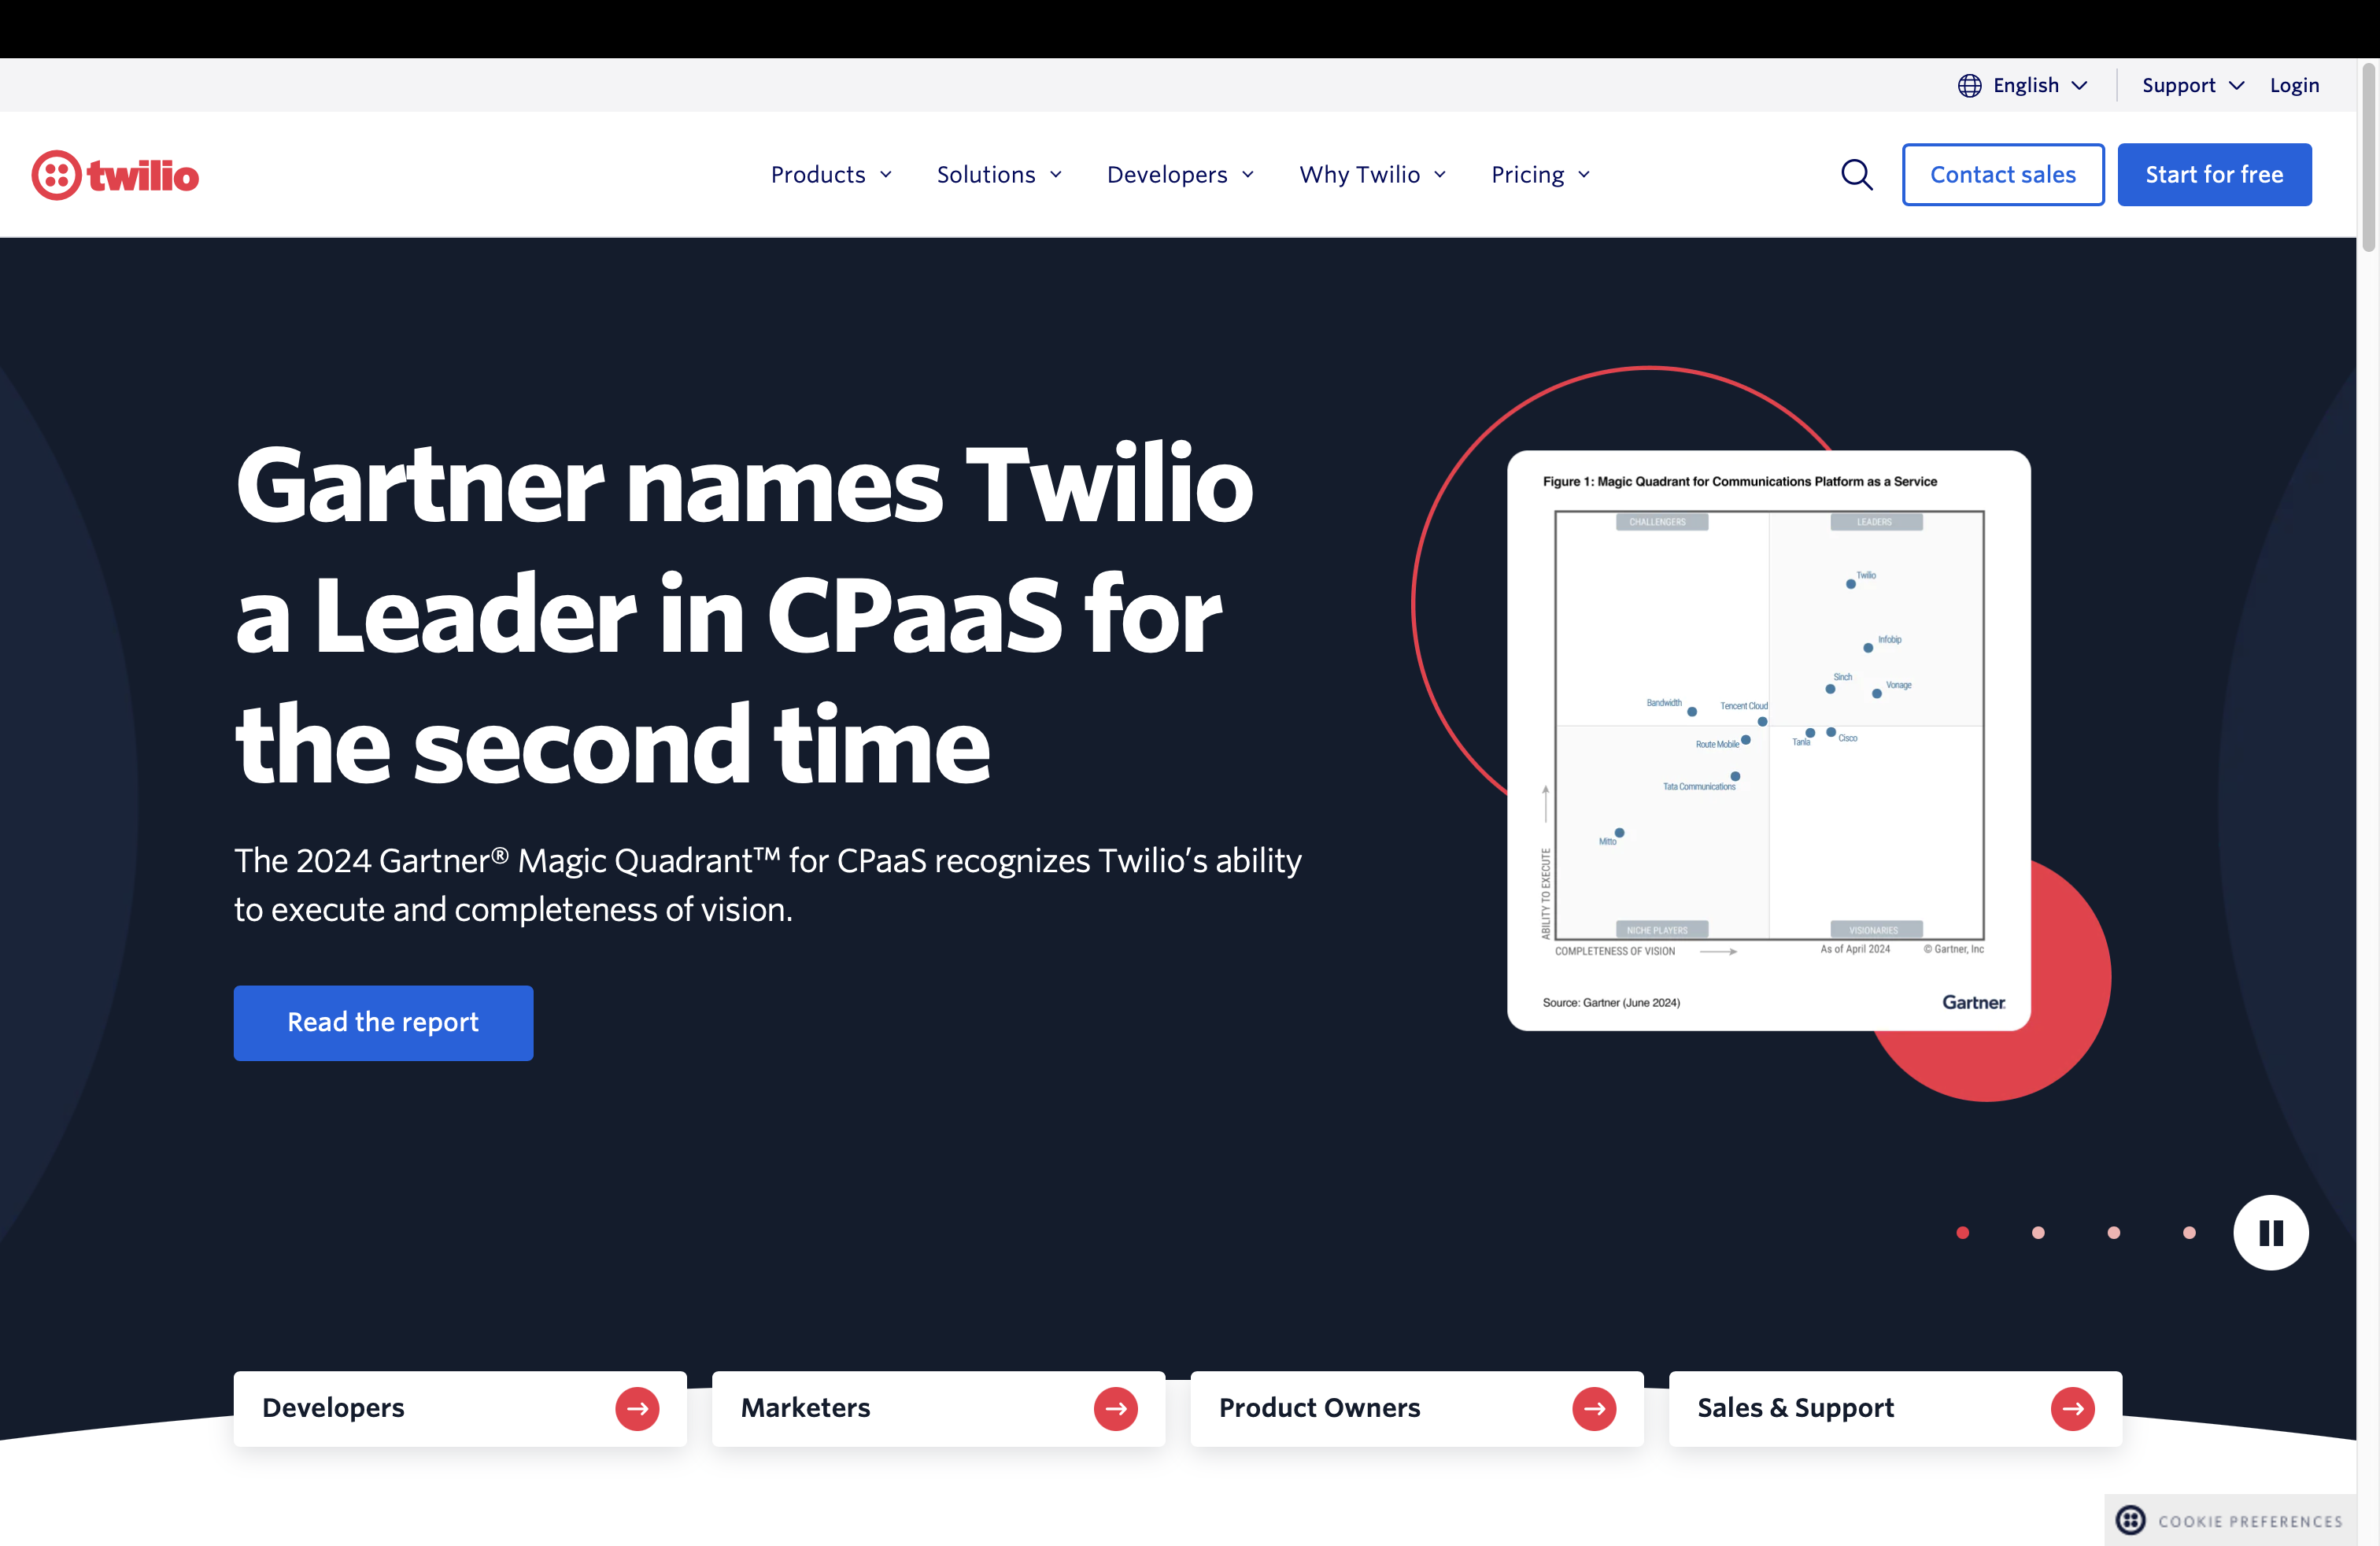 English
Support
Login
twilio
Products
Solutions
Developers
Why Twilio
Pricing
Contact sales
Start for free
Gartner names Twilio
a Leader in CPaaS for
the second time
The 2024 Gartner® Magic Quadrant™ for CPaaS recognizes Twilio’s ability
to execute and completeness of vision.
Read the report
Figure 1: Magic Quadrant for Communications Platform as a Service
CHALLENGERS
LEADERS
Twilio
Infobip
Sinch
Vonage
Bandwidth
Tencent Cloud
Route Mobile
Tanla
Cisco
Tata Communications
Mitto
ABILITY TO EXECUTE
NICHE PLAYERS
VISIONARIES
COMPLETENESS OF VISION
As of April 2024
© Gartner, Inc
Source: Gartner (June 2024)
Gartner
Developers
Marketers
Product Owners
Sales & Support
COOKIE PREFERENCES